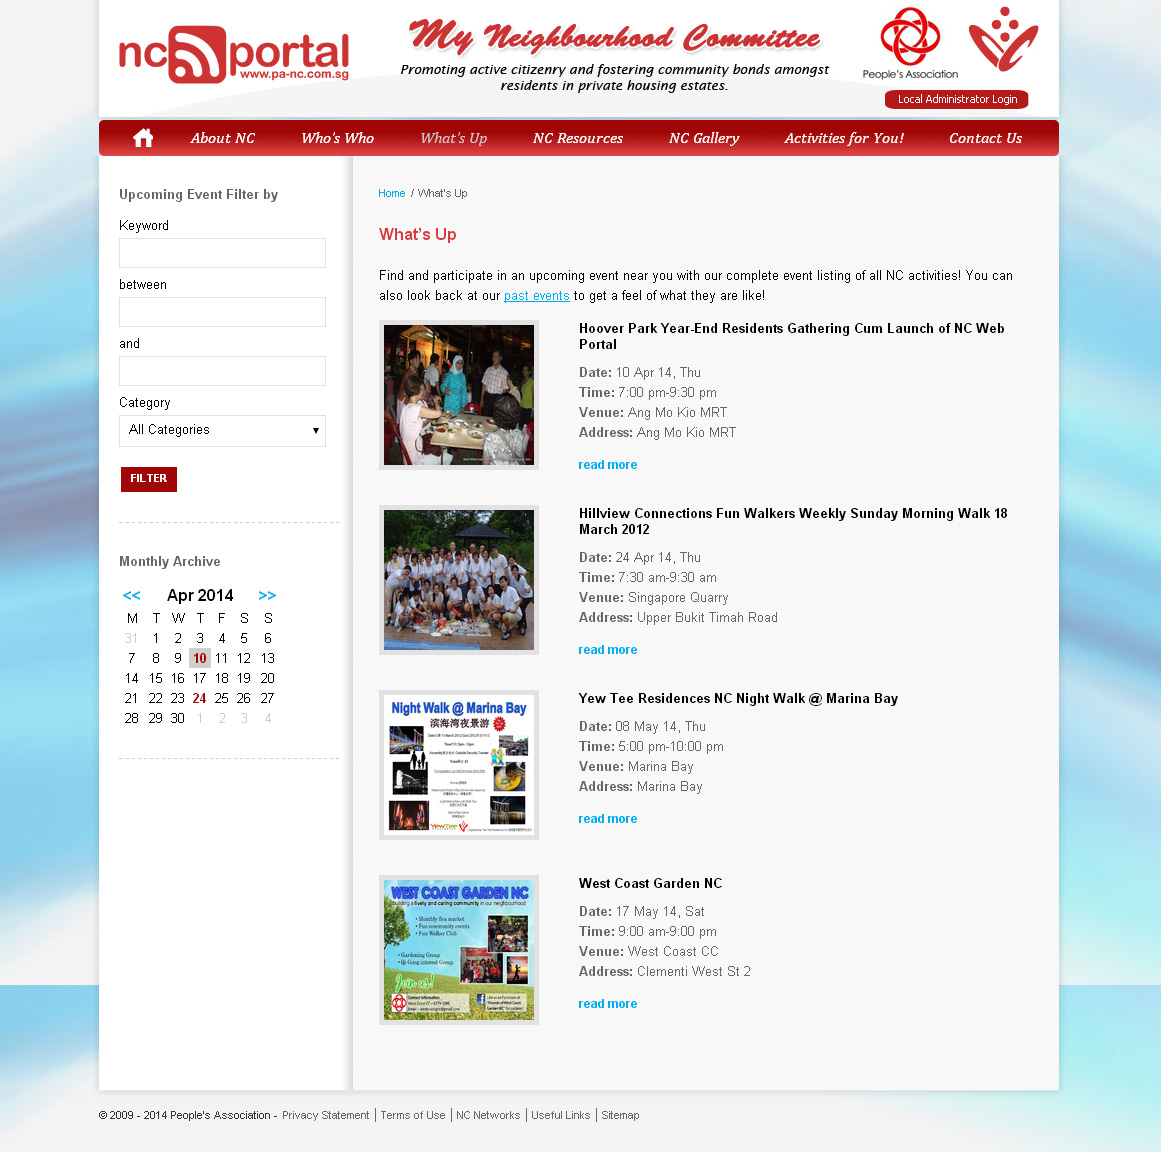 nc portal
www.pa-nc.com.sg
My Neighbourhood Committee
Promoting active citizenry and fostering community bonds amongst
residents in private housing estates.
People's Association
Local Administrator Login
About NC
Who's Who
What's Up
NC Resources
NC Gallery
Activities for You!
Contact Us
Upcoming Event Filter by
Keyword
between
and
Category
All Categories
FILTER
Monthly Archive
<< Apr 2014 >>
M T W T F S S
31 1 2 3 4 5 6
7 8 9 10 11 12 13
14 15 16 17 18 19 20
21 22 23 24 25 26 27
28 29 30 1 2 3 4
Home / What's Up
What's Up
Find and participate in an upcoming event near you with our complete event listing of all NC activities! You can
also look back at our past events to get a feel of what they are like!
Hoover Park Year-End Residents Gathering Cum Launch of NC Web
Portal
Date: 10 Apr 14, Thu
Time: 7:00 pm-9:30 pm
Venue: Ang Mo Kio MRT
Address: Ang Mo Kio MRT
read more
Hillview Connections Fun Walkers Weekly Sunday Morning Walk 18
March 2012
Date: 24 Apr 14, Thu
Time: 7:30 am-9:30 am
Venue: Singapore Quarry
Address: Upper Bukit Timah Road
read more
Night Walk @ Marina Bay
滨海湾夜景游
Yew Tee Residences NC Night Walk @ Marina Bay
Date: 08 May 14, Thu
Time: 5:00 pm-10:00 pm
Venue: Marina Bay
Address: Marina Bay
read more
WEST COAST GARDEN NC
Building a lively and caring community in our neighbourhood
• Monthly flea market
• Fun community events
• Fun Walker Club
• Gardening Group
• Qi Gong interest Group
Join us!
Contact information
West Coast Garden NC
Date: 17 May 14, Sat
Time: 9:00 am-9:00 pm
Venue: West Coast CC
Address: Clementi West St 2
read more
© 2009 - 2014 People's Association - Privacy Statement | Terms of Use | NC Networks | Useful Links | Sitemap